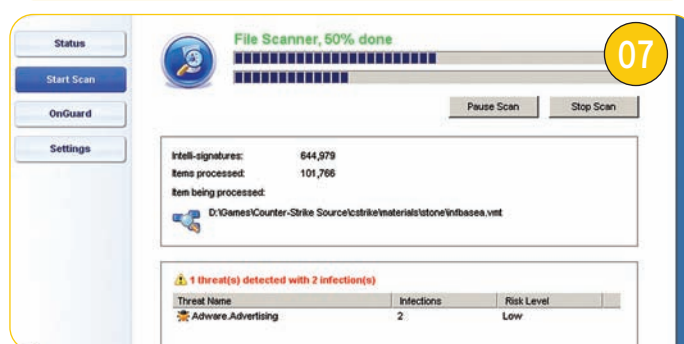 Status
Start Scan
OnGuard
Settings
File Scanner, 50% done
07
Pause Scan
Stop Scan
Intelli-signatures: 644,979
Items processed: 101,766
Item being processed:
D:\Games\Counter-Strike Source\cstrike\materials\stone\infbasea.vmt
1 threat(s) detected with 2 infection(s)
Threat Name Infections Risk Level
Adware.Advertising 2 Low